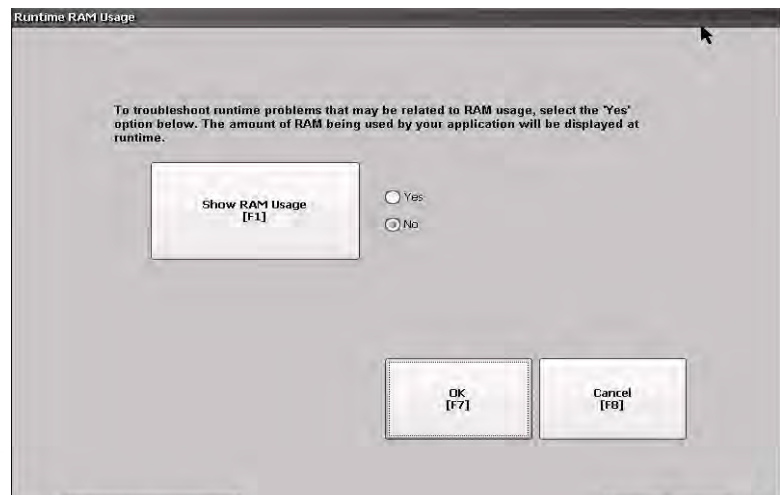 Runtime RAM Usage
To troubleshoot runtime problems that may be related to RAM usage, select the 'Yes'
option below. The amount of RAM being used by your application will be displayed at
runtime.
Show RAM Usage
[F1]
Yes
No
OK
[F7]
Cancel
[F8]